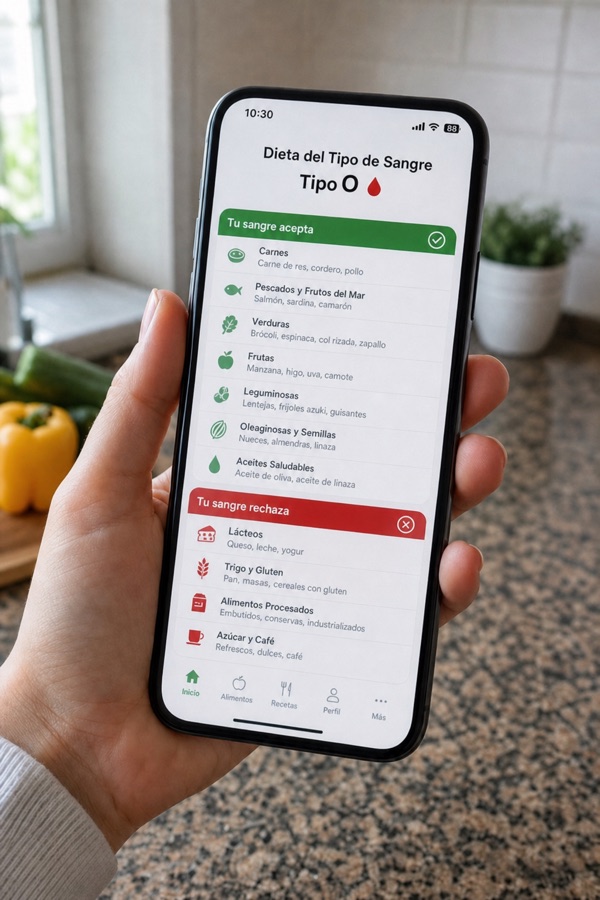 10:30
88
Dieta del Tipo de Sangre
Tipo O
Tu sangre acepta
Carnes
Carne de res, cordero, pollo
Pescados y Frutos del Mar
Salmón, sardina, camarón
Verduras
Brócoli, espinaca, col rizada, zapallo
Frutas
Manzana, higo, uva, camote
Leguminosas
Lentejas, frijoles azuki, guisantes
Oleaginosas y Semillas
Nueces, almendras, linaza
Aceites Saludables
Aceite de oliva, aceite de linaza
Tu sangre rechaza
Lácteos
Queso, leche, yogur
Trigo y Gluten
Pan, masas, cereales con gluten
Alimentos Procesados
Embutidos, conservas, industrializados
Azúcar y Café
Refrescos, dulces, café
Inicio
Alimentos
Recetas
Perfil
Más